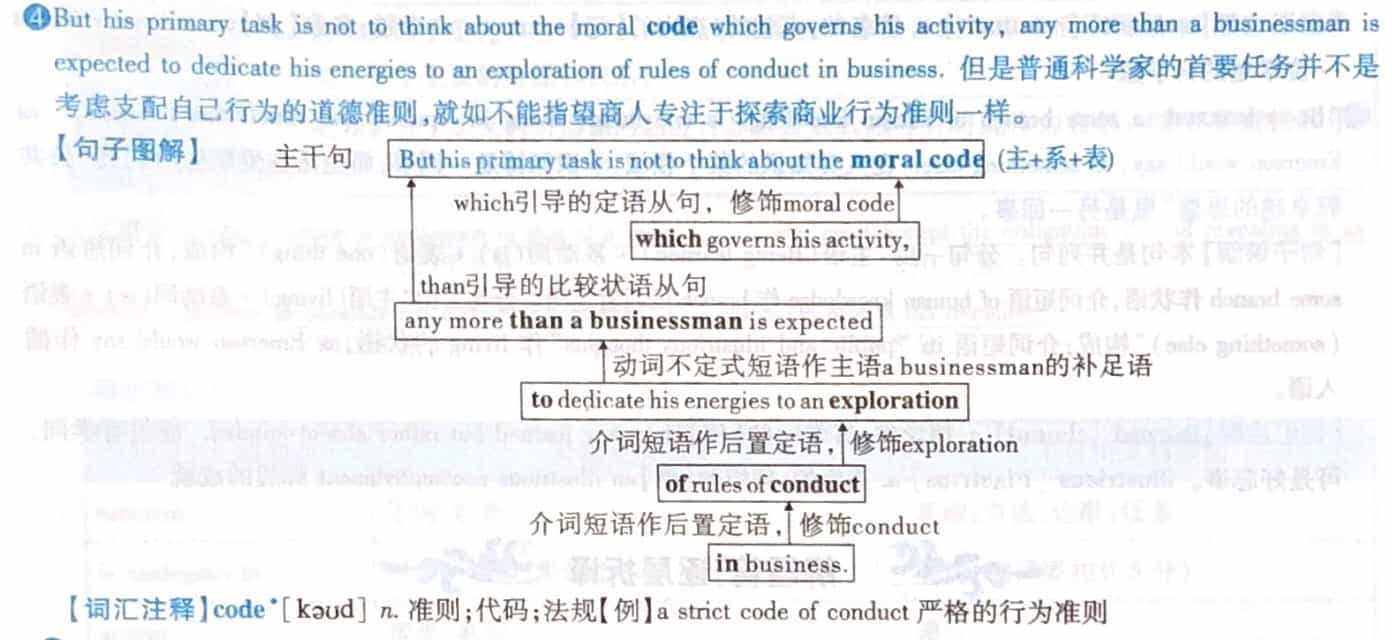 ④But his primary task is not to think about the moral code which governs his activity, any more than a businessman is
expected to dedicate his energies to an exploration of rules of conduct in business. 但是普通科学家的首要任务并不是
考虑支配自己行为的道德准则,就如不能指望商人专注于探索商业行为准则一样。
【句子图解】 主干句 But his primary task is not to think about the moral code (主+系+表)
which引导的定语从句，修饰moral code
which governs his activity,
than引导的比较状语从句
any more than a businessman is expected
动词不定式短语作主语a businessman的补足语
to dedicate his energies to an exploration
介词短语作后置定语，修饰exploration
of rules of conduct
介词短语作后置定语，修饰conduct
in business.
【词汇注释】code*[kəud] n. 准则;代码;法规【例】a strict code of conduct 严格的行为准则